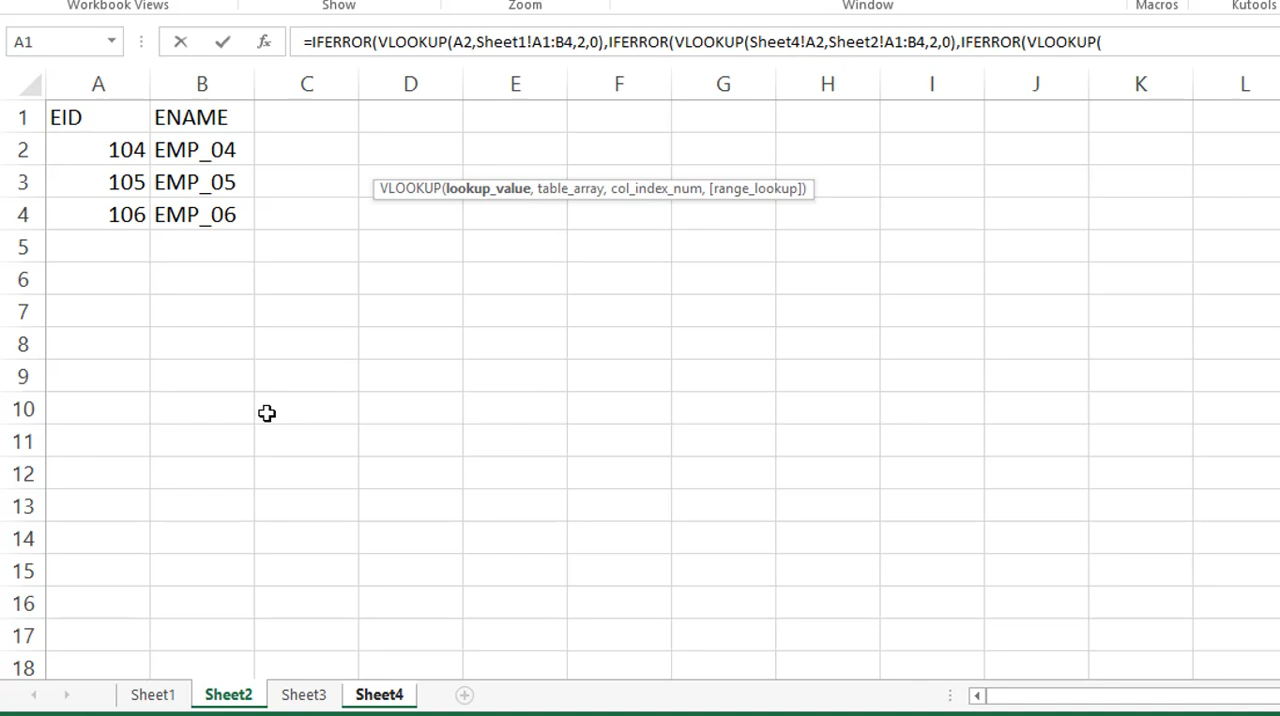 Workbook Views Show Zoom Window Macros Kutools
A1 fx =IFERROR(VLOOKUP(A2,Sheet1!A1:B4,2,0),IFERROR(VLOOKUP(Sheet4!A2,Sheet2!A1:B4,2,0),IFERROR(VLOOKUP(
A B C D E F G H I J K L
1 EID ENAME
2 104 EMP_04
3 105 EMP_05
VLOOKUP(lookup_value, table_array, col_index_num, [range_lookup])
4 106 EMP_06
5
6
7
8
9
10
11
12
13
14
15
16
17
18
Sheet1 Sheet2 Sheet3 Sheet4